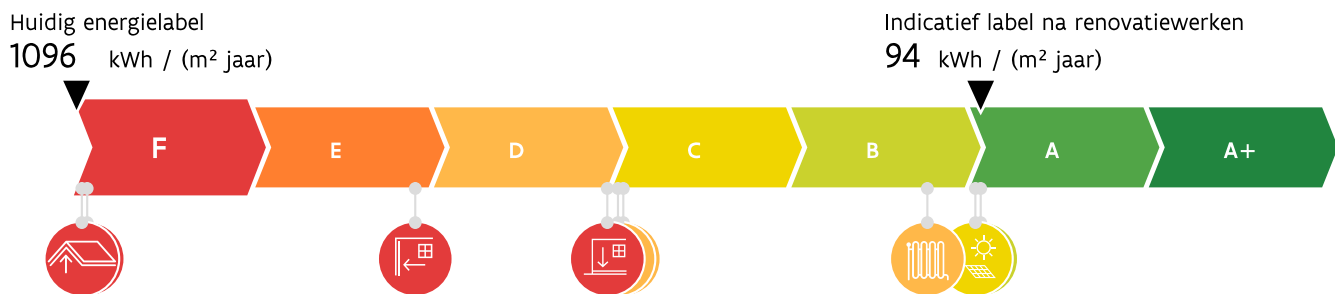 Huidig energielabel
1096 kWh / (m² jaar)
Indicatief label na renovatiewerken
94 kWh / (m² jaar)
F E D C B A A+